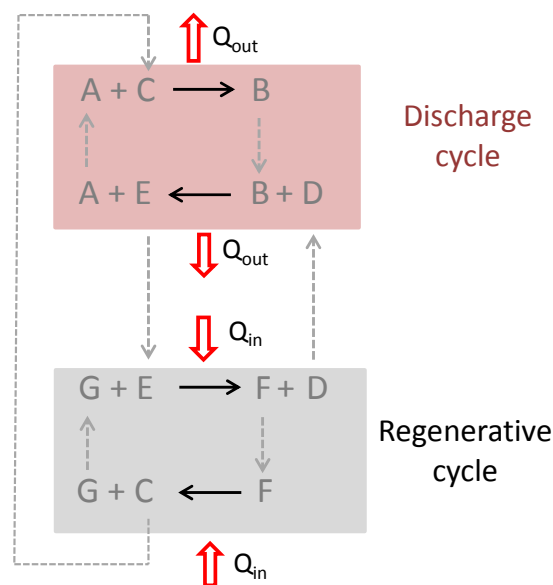 Qout
A + C → B
Discharge
cycle
A + E ← B + D
Qout
Qin
G + E → F + D
Regenerative
cycle
G + C ← F
Qin